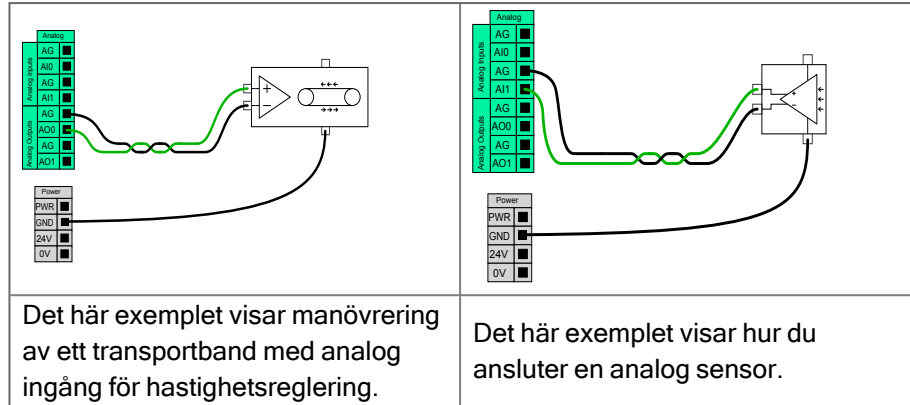 Analog
Analog Inputs
AG
AI0
AG
AI1
Analog Outputs
AG
AO0
AG
AO1
+
−
Power
PWR
GND
24V
0V
Analog
Analog Inputs
AG
AI0
AG
AI1
Analog Outputs
AG
AO0
AG
AO1
+
-
Power
PWR
GND
24V
0V
Det här exemplet visar manövrering
av ett transportband med analog
ingång för hastighetsreglering.
Det här exemplet visar hur du
ansluter en analog sensor.